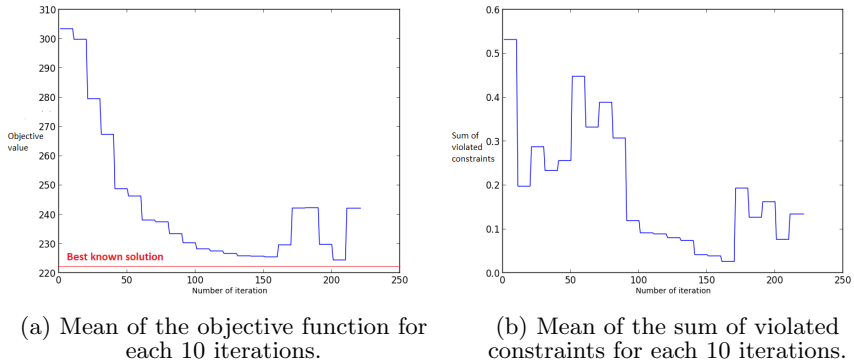 310
300
290
280
270
260
250
240
230
220
Objective
value
Best known solution
0
50
100
150
200
250
Number of iteration
(a) Mean of the objective function for
each 10 iterations.
0.6
0.5
0.4
0.3
0.2
0.1
0.0
Sum of
violated
constraints
0
50
100
150
200
250
Number of iteration
(b) Mean of the sum of violated
constraints for each 10 iterations.